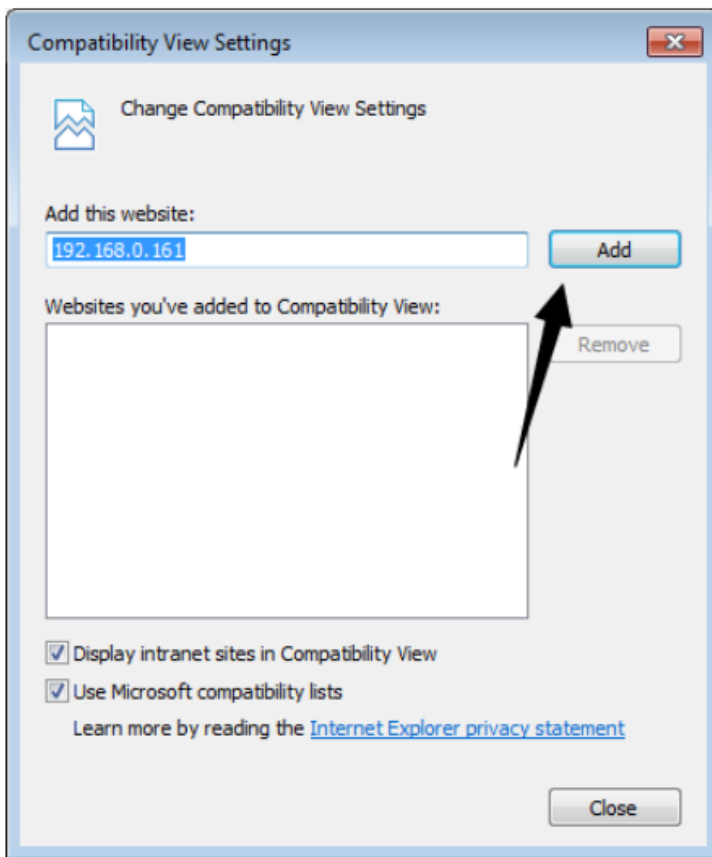 Compatibility View Settings
Change Compatibility View Settings
Add this website:
192.168.0.161
Add
Websites you've added to Compatibility View:
Remove
Display intranet sites in Compatibility View
Use Microsoft compatibility lists
Learn more by reading the Internet Explorer privacy statement
Close